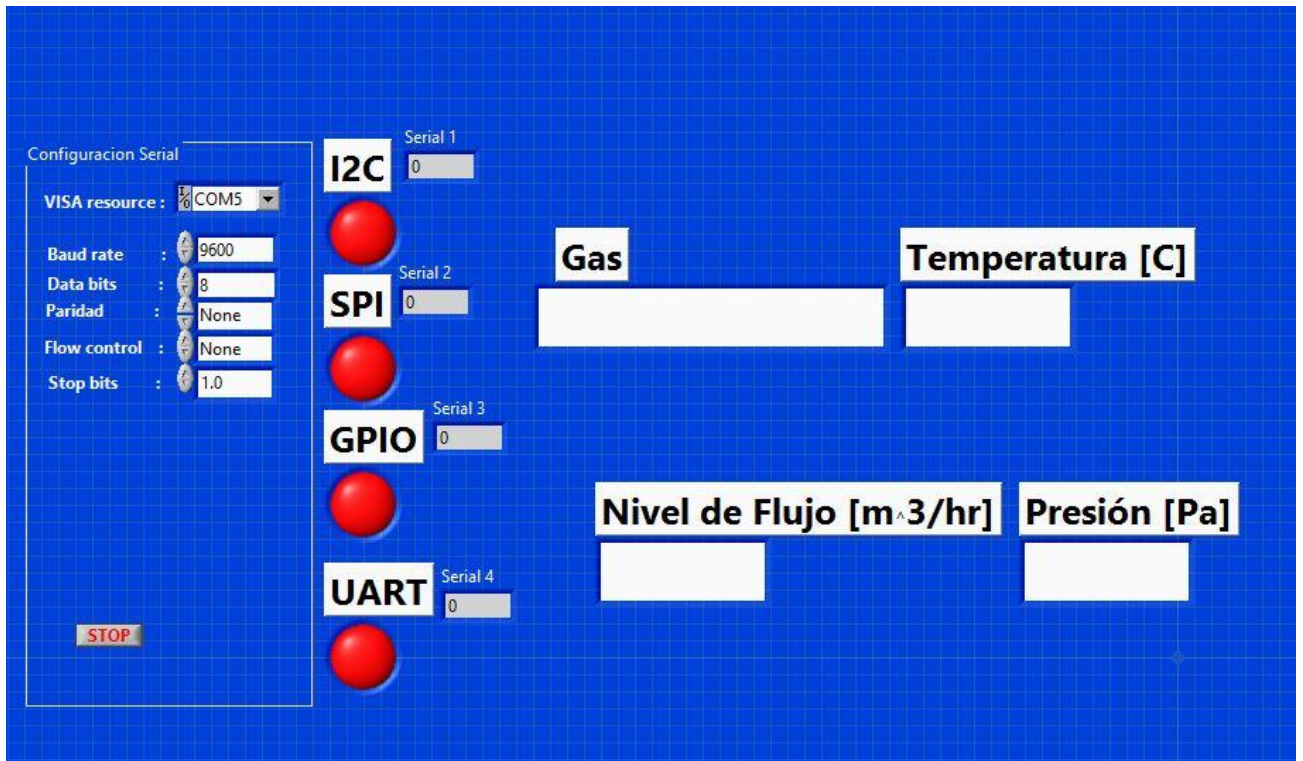 Configuracion Serial
VISA resource : I/O COM5
Baud rate : 9600
Data bits : 8
Paridad : None
Flow control : None
Stop bits : 1.0
STOP
I2C
Serial 1
0
SPI
Serial 2
0
GPIO
Serial 3
0
UART
Serial 4
0
Gas
Temperatura [C]
Nivel de Flujo [m^3/hr]
Presión [Pa]